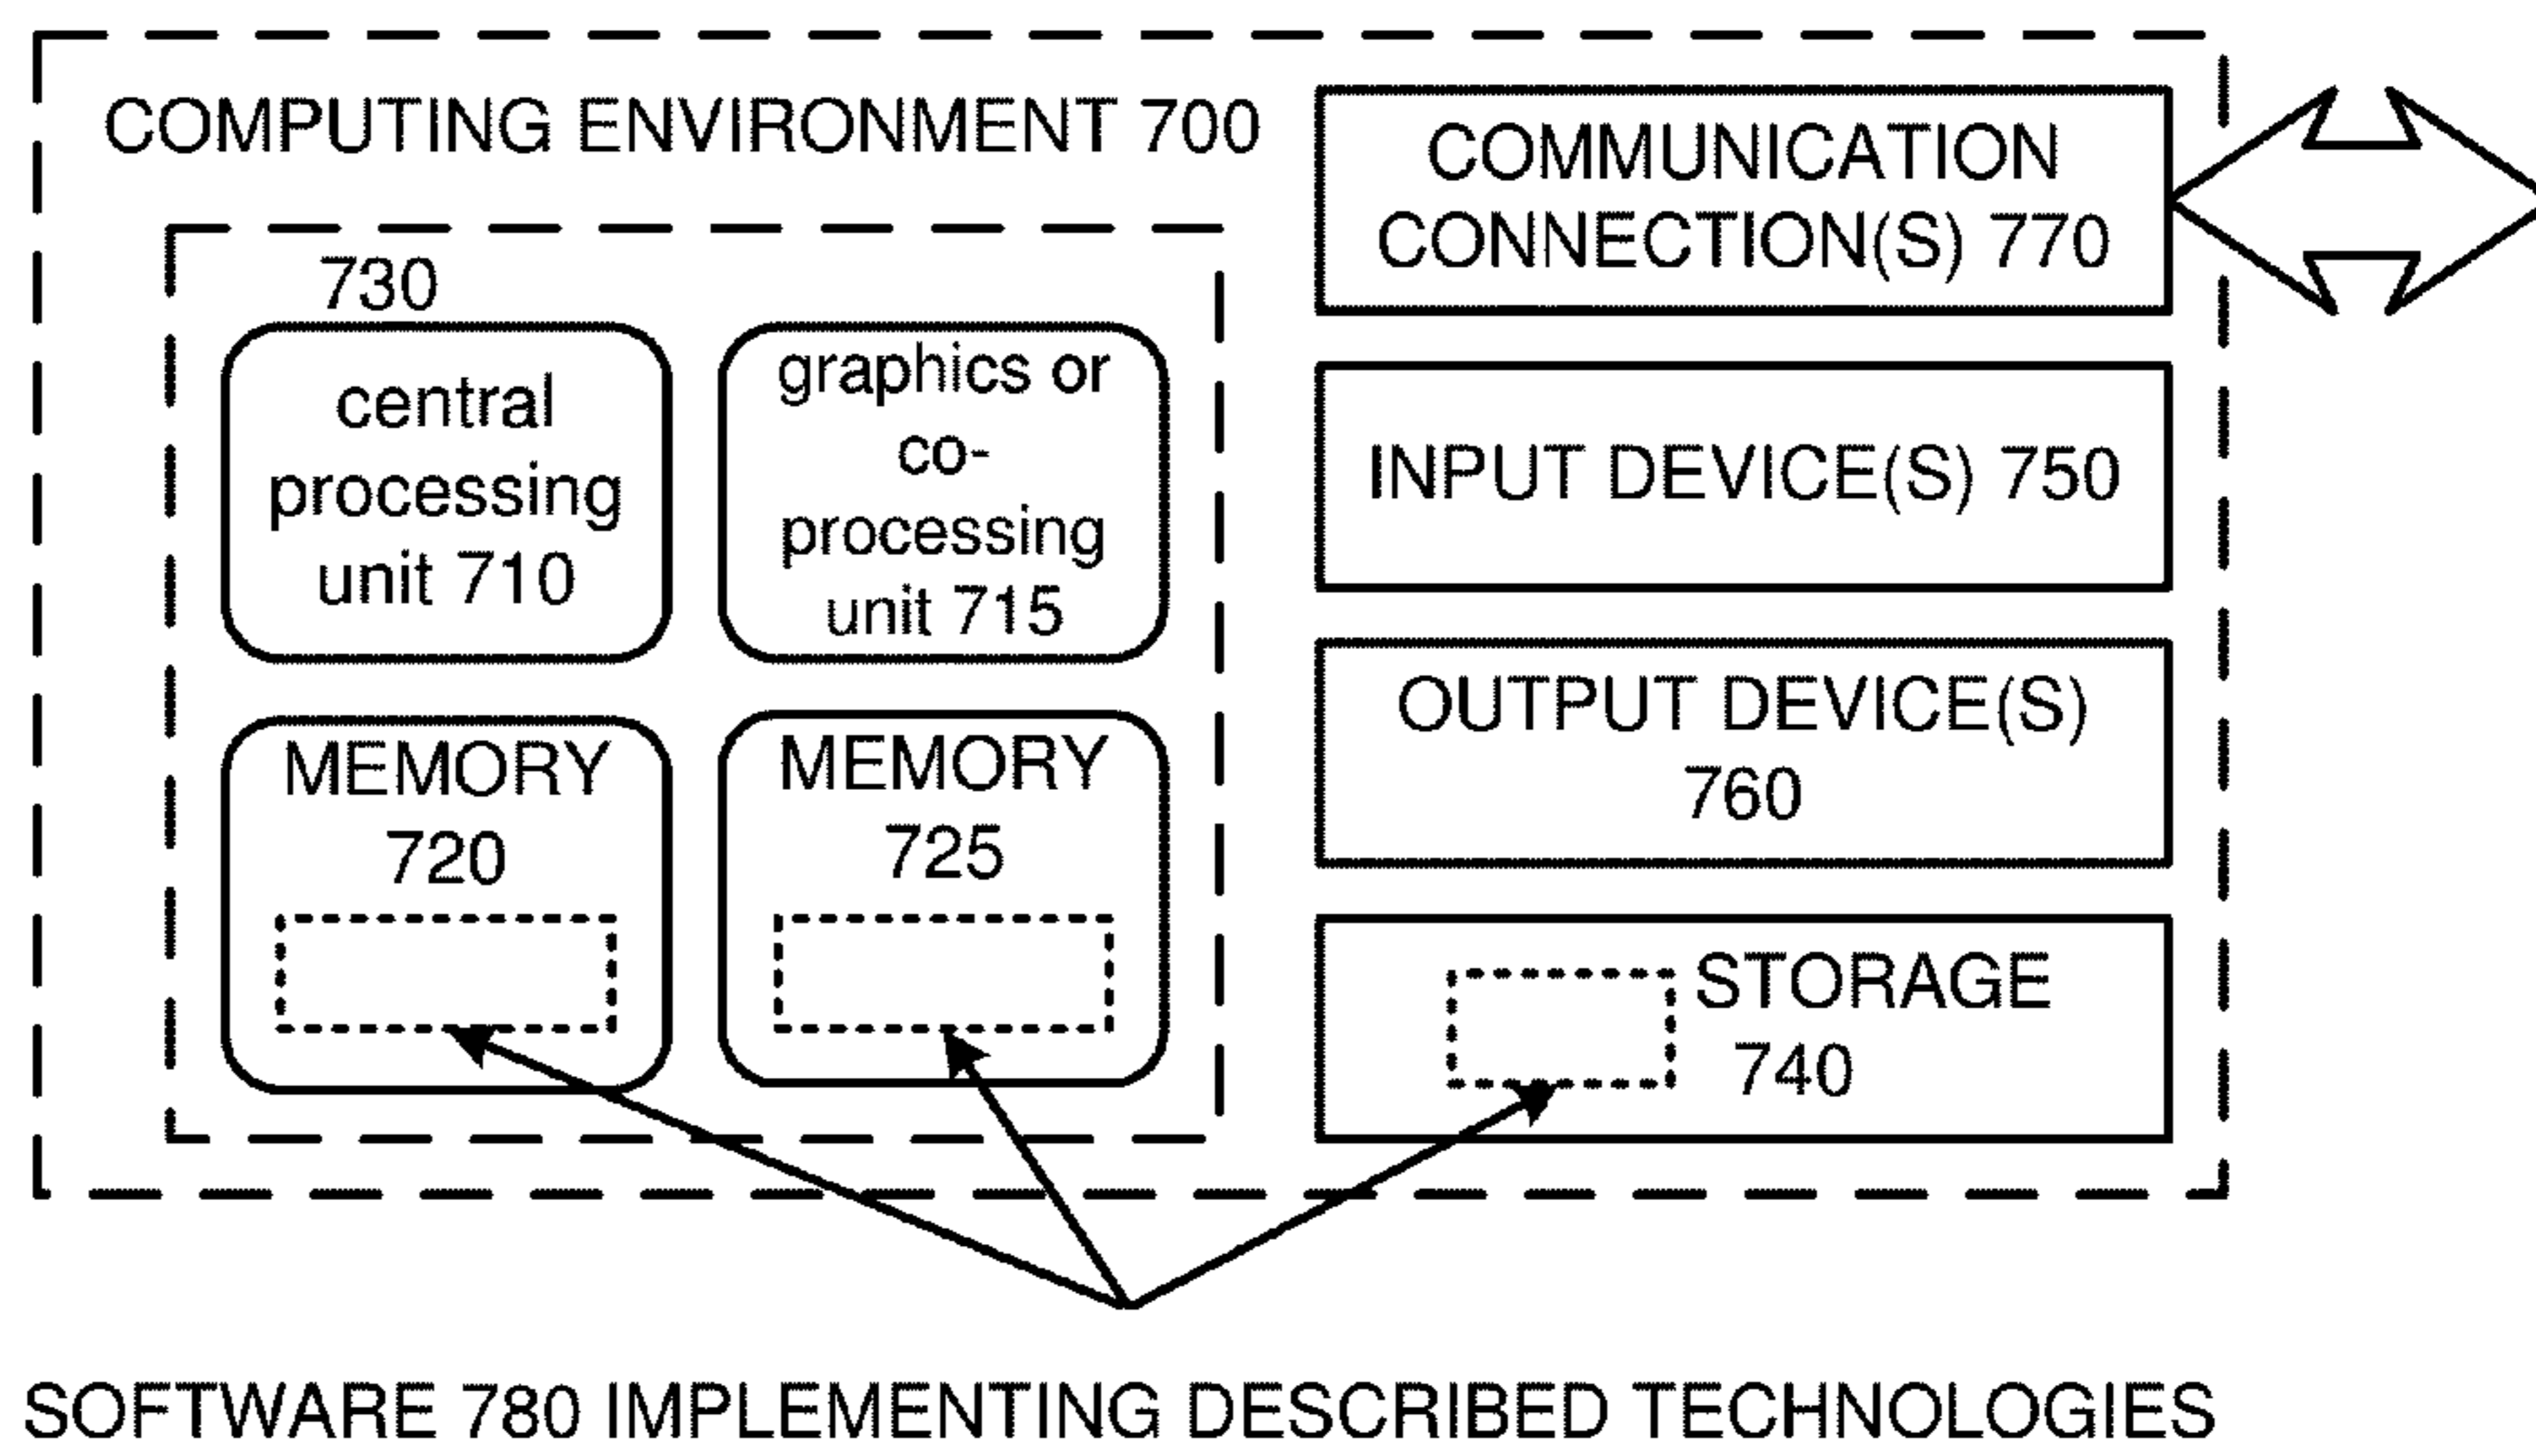 COMPUTING ENVIRONMENT 700
730
central
processing
unit 710
graphics or
co-
processing
unit 715
MEMORY
720
MEMORY
725
COMMUNICATION
CONNECTION(S) 770
INPUT DEVICE(S) 750
OUTPUT DEVICE(S)
760
STORAGE
740
SOFTWARE 780 IMPLEMENTING DESCRIBED TECHNOLOGIES